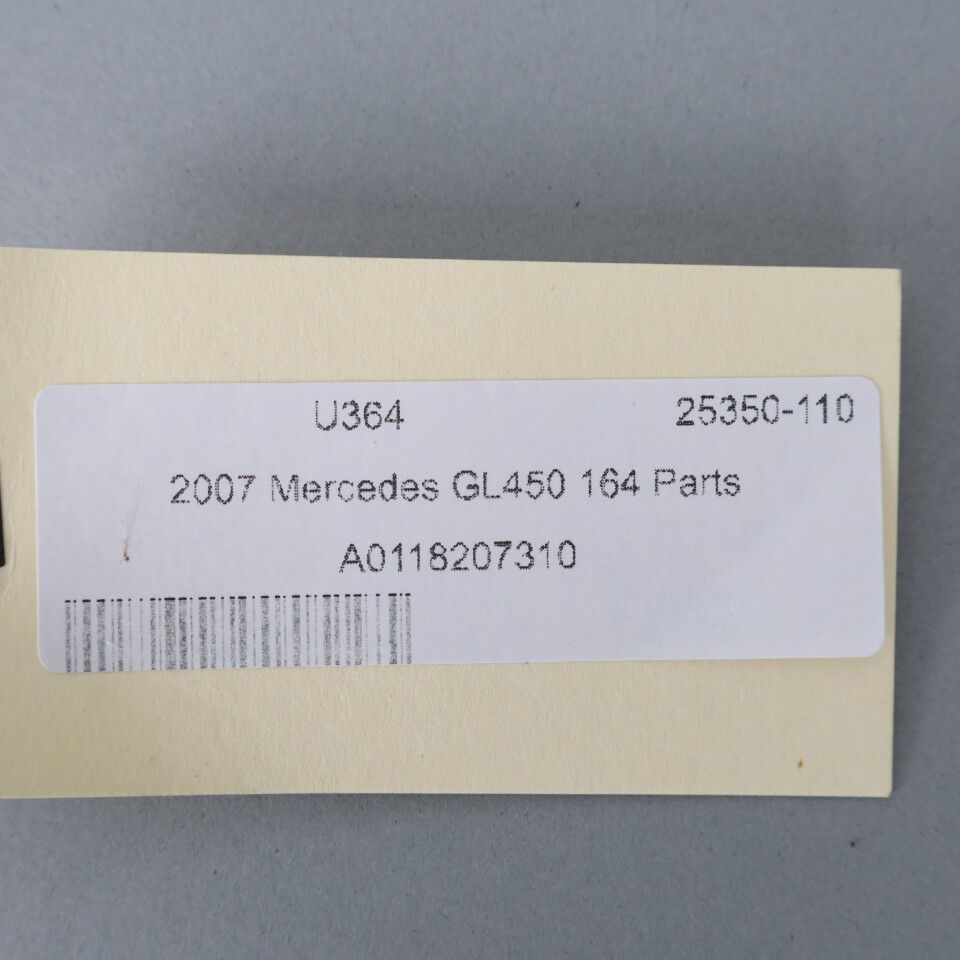 U364 25350-110
2007 Mercedes GL450 164 Parts
A0118207310